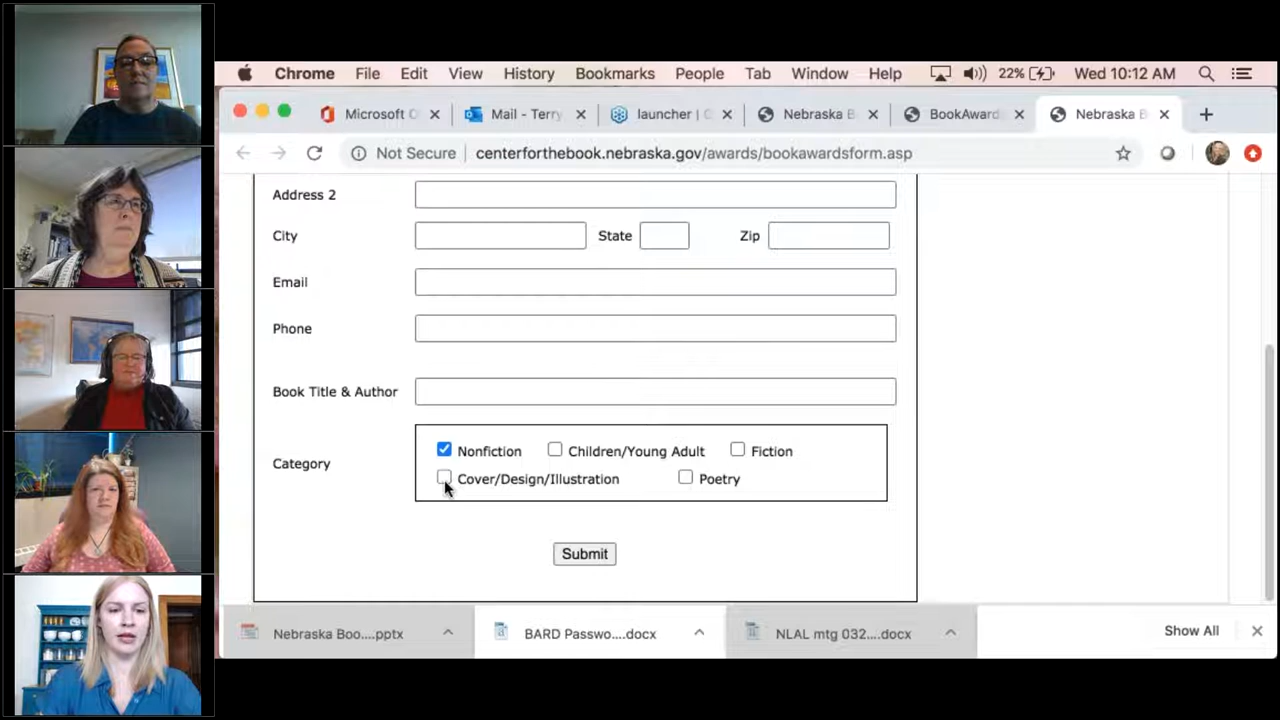 Chrome File Edit View History Bookmarks People Tab Window Help 22% Wed 10:12 AM
Microsoft O Mail - Terry launcher | G Nebraska B BookAward Nebraska B
Not Secure centerforthebook.nebraska.gov/awards/bookawardsform.asp
Address 2
City State Zip
Email
Phone
Book Title & Author
Category
Nonfiction Children/Young Adult Fiction
Cover/Design/Illustration Poetry
Submit
Nebraska Boo....pptx BARD Passwo....docx NLAL mtg 032....docx Show All